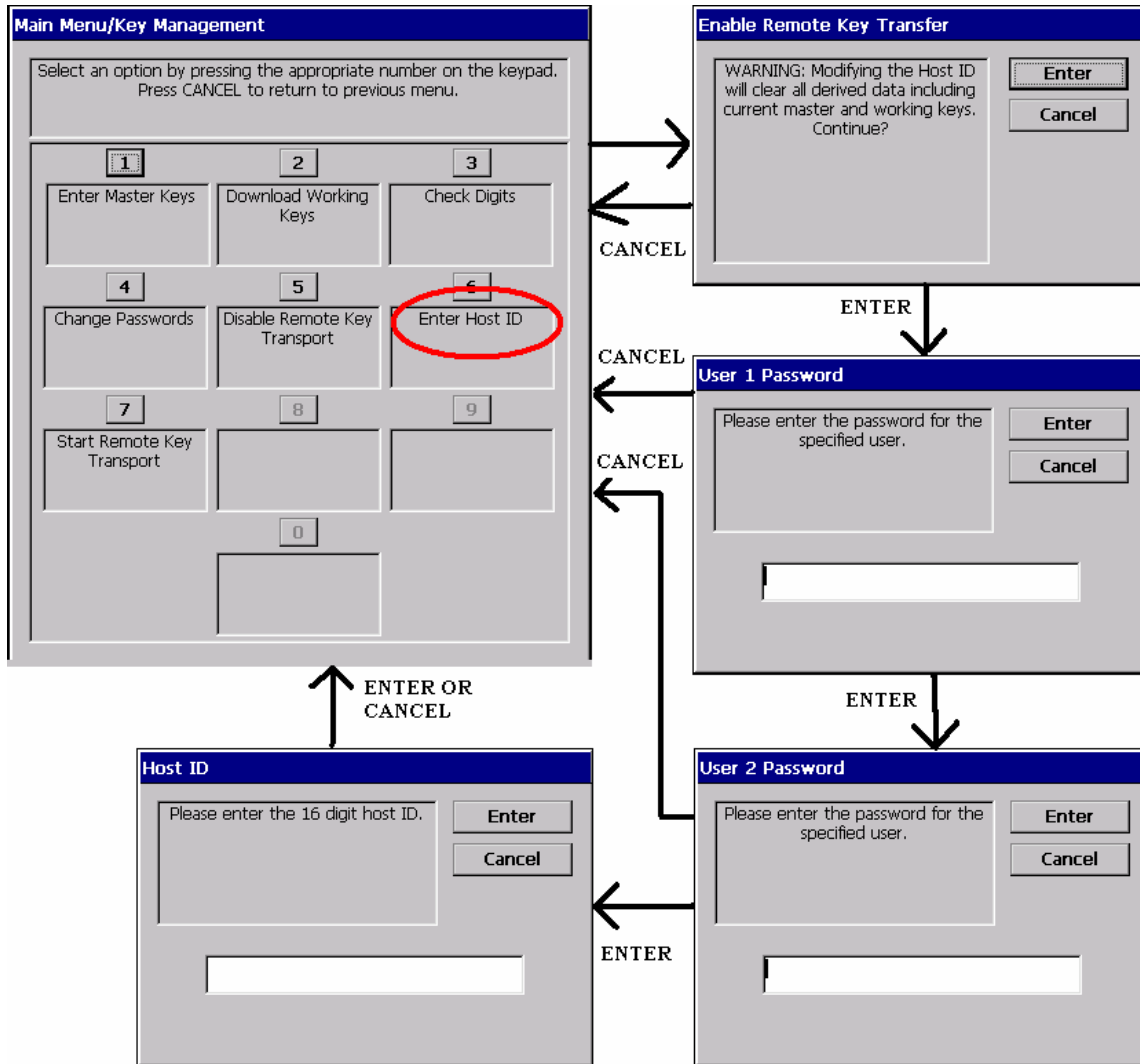 Main Menu/Key Management
Select an option by pressing the appropriate number on the keypad.
Press CANCEL to return to previous menu.
1
2
3
Enter Master Keys
Download Working
Keys
Check Digits
4
5
6
Change Passwords
Disable Remote Key
Transport
Enter Host ID
7
8
9
Start Remote Key
Transport
0
Enable Remote Key Transfer
WARNING: Modifying the Host ID
will clear all derived data including
current master and working keys.
Continue?
Enter
Cancel
CANCEL
ENTER
CANCEL
User 1 Password
Please enter the password for the
specified user.
Enter
Cancel
CANCEL
ENTER
User 2 Password
Please enter the password for the
specified user.
Enter
Cancel
ENTER
Host ID
Please enter the 16 digit host ID.
Enter
Cancel
ENTER OR
CANCEL